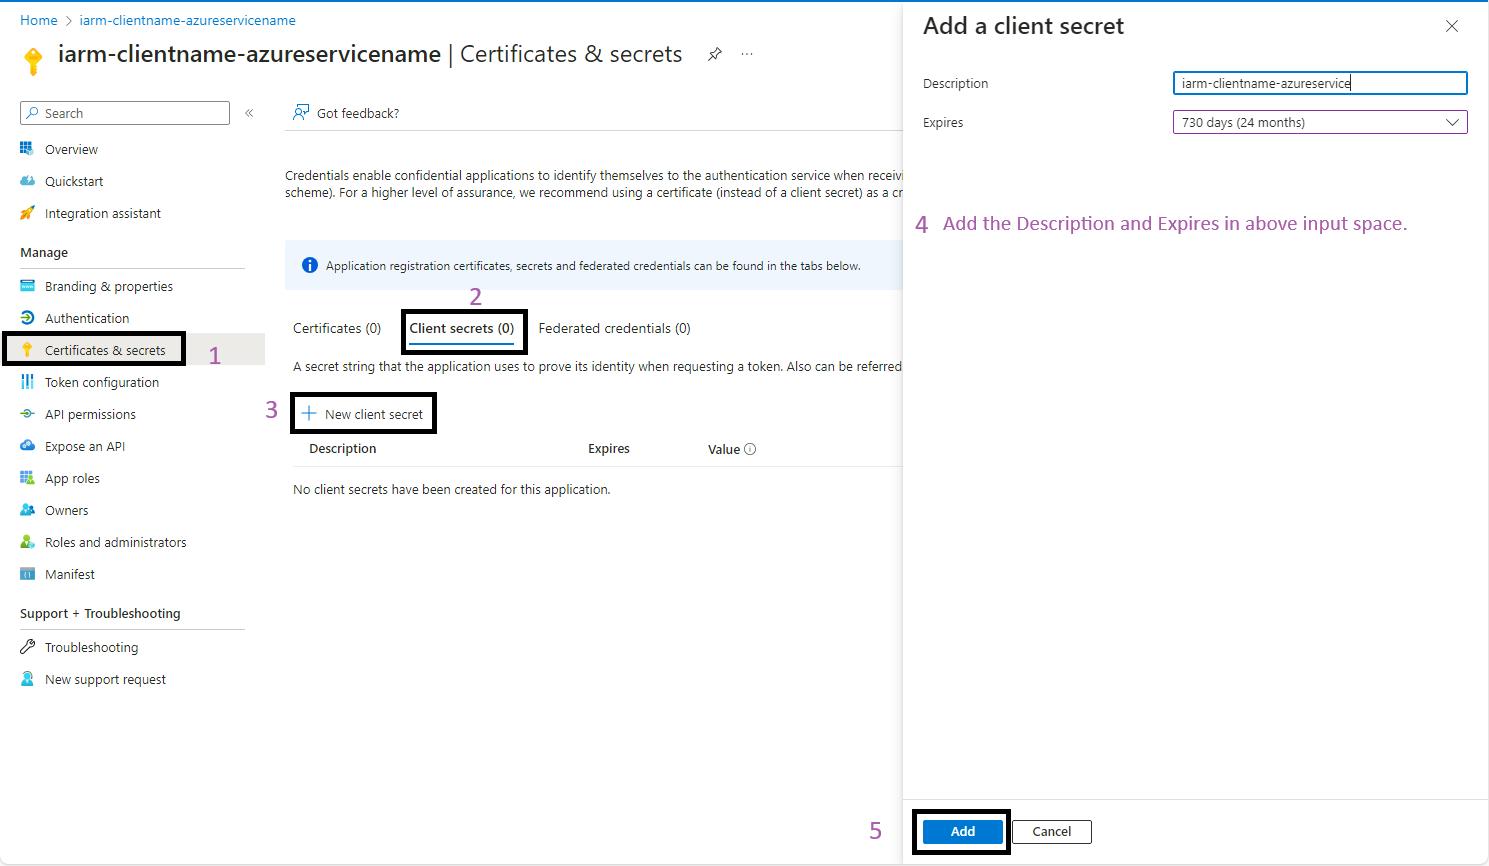 Home > iarm-clientname-azureservicename
iarm-clientname-azureservicename | Certificates & secrets
Search
«
Overview
Quickstart
Integration assistant
Manage
Branding & properties
Authentication
Certificates & secrets
1
Token configuration
API permissions
Expose an API
App roles
Owners
Roles and administrators
Manifest
Support + Troubleshooting
Troubleshooting
New support request
Got feedback?
Credentials enable confidential applications to identify themselves to the authentication service when receivi
scheme). For a higher level of assurance, we recommend using a certificate (instead of a client secret) as a cr
Application registration certificates, secrets and federated credentials can be found in the tabs below.
2
Certificates (0) Client secrets (0) Federated credentials (0)
A secret string that the application uses to prove its identity when requesting a token. Also can be referred
3 + New client secret
Description Expires Value
No client secrets have been created for this application.
Add a client secret
Description iarm-clientname-azureservice
Expires 730 days (24 months)
4 Add the Description and Expires in above input space.
5 Add Cancel